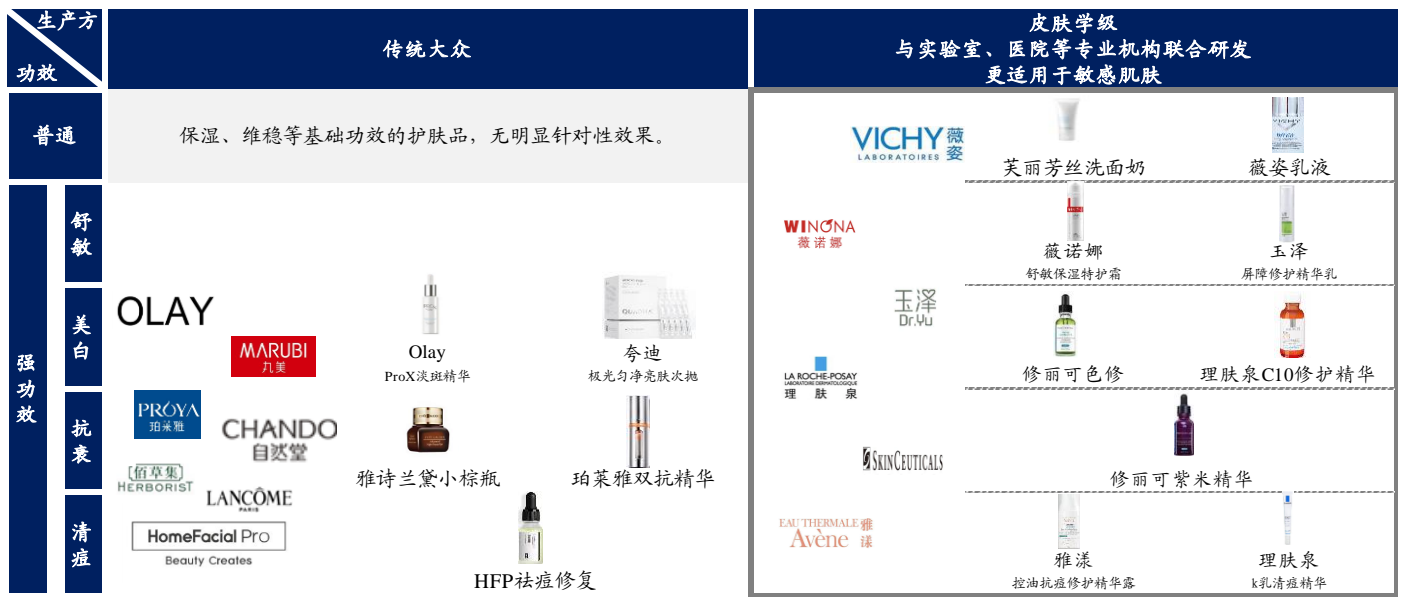 生产方
功效
传统大众
皮肤学级
与实验室、医院等专业机构联合研发
更适用于敏感肌肤
普通
保湿、维稳等基础功效的护肤品，无明显针对性效果。
VICHY 薇姿
LABORATOIRES
芙丽芳丝洗面奶
薇姿乳液
强功效
舒敏
WINONA
薇诺娜
薇诺娜
舒敏保湿特护霜
玉泽
屏障修护精华乳
美白
OLAY
MARUBI
丸美
Olay
ProX淡斑精华
夸迪
极光匀净亮肤次抛
玉泽
Dr.Yu
LA ROCHE-POSAY
LABORATOIRE DERMATOLOGIQUE
理肤泉
修丽可色修
理肤泉C10修护精华
抗衰
PROYA
珀莱雅
CHANDO
自然堂
〔佰草集〕
HERBORIST
雅诗兰黛小棕瓶
珀莱雅双抗精华
SKINCEUTICALS
修丽可紫米精华
清痘
LANCÔME
PARIS
HomeFacial Pro
Beauty Creates
HFP祛痘修复
EAU THERMALE 雅漾
Avène
雅漾
控油抗痘修护精华露
理肤泉
k乳清痘精华